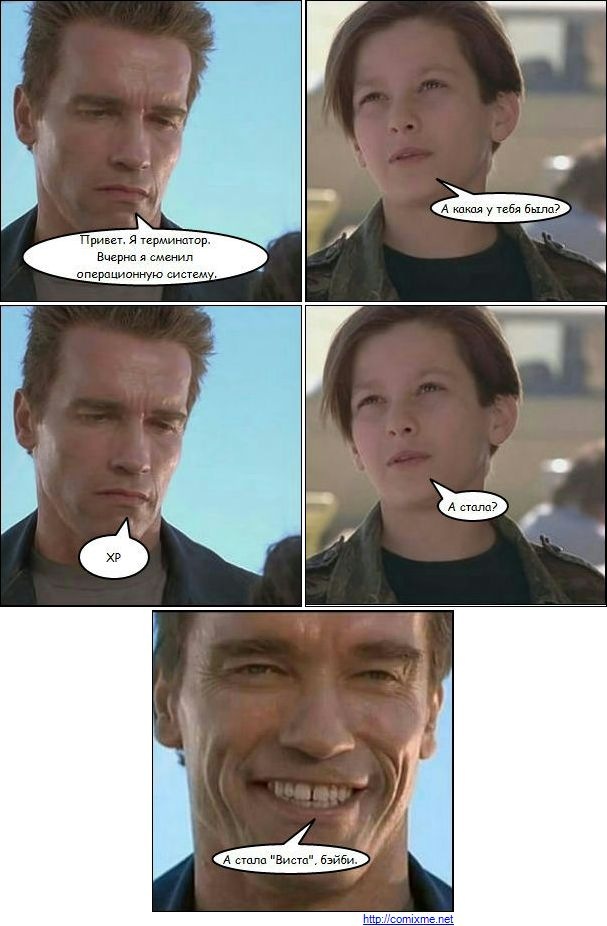 Привет. Я терминатор.
Вчерна я сменил
операционную систему.
А какая у тебя была?
XP
А стала?
А стала "Виста", бэйби.
http://comixme.net